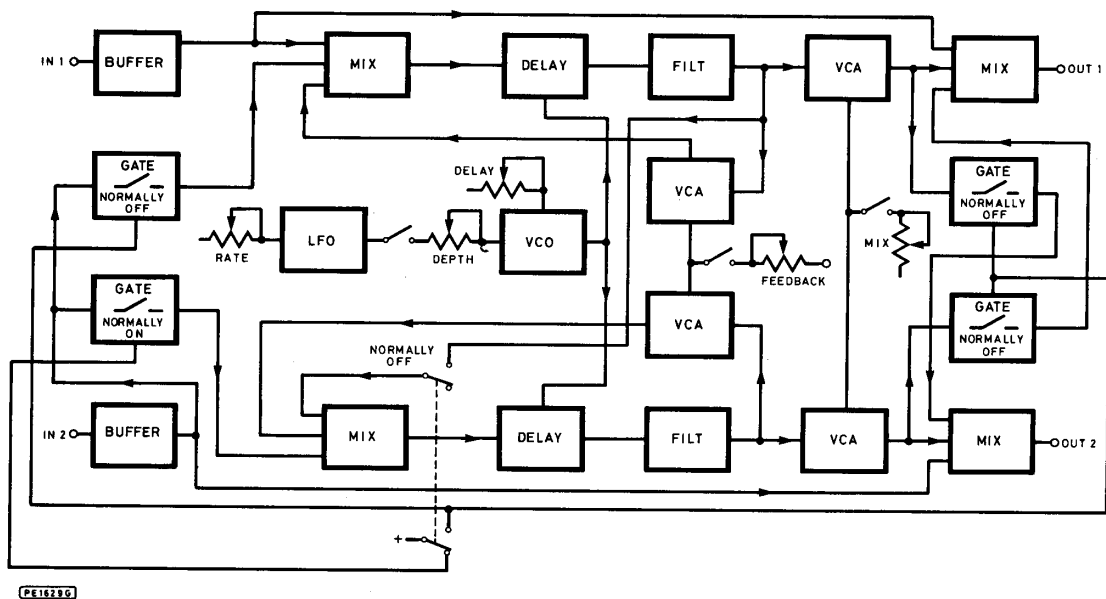 IN 1
BUFFER
MIX
DELAY
FILT
VCA
MIX
OUT 1
GATE
NORMALLY
OFF
DELAY
VCA
GATE
NORMALLY
OFF
RATE
LFO
DEPTH
VCO
MIX
FEEDBACK
GATE
NORMALLY
ON
VCA
GATE
NORMALLY
OFF
NORMALLY
OFF
IN 2
BUFFER
MIX
DELAY
FILT
VCA
MIX
OUT 2
+
PE1629G